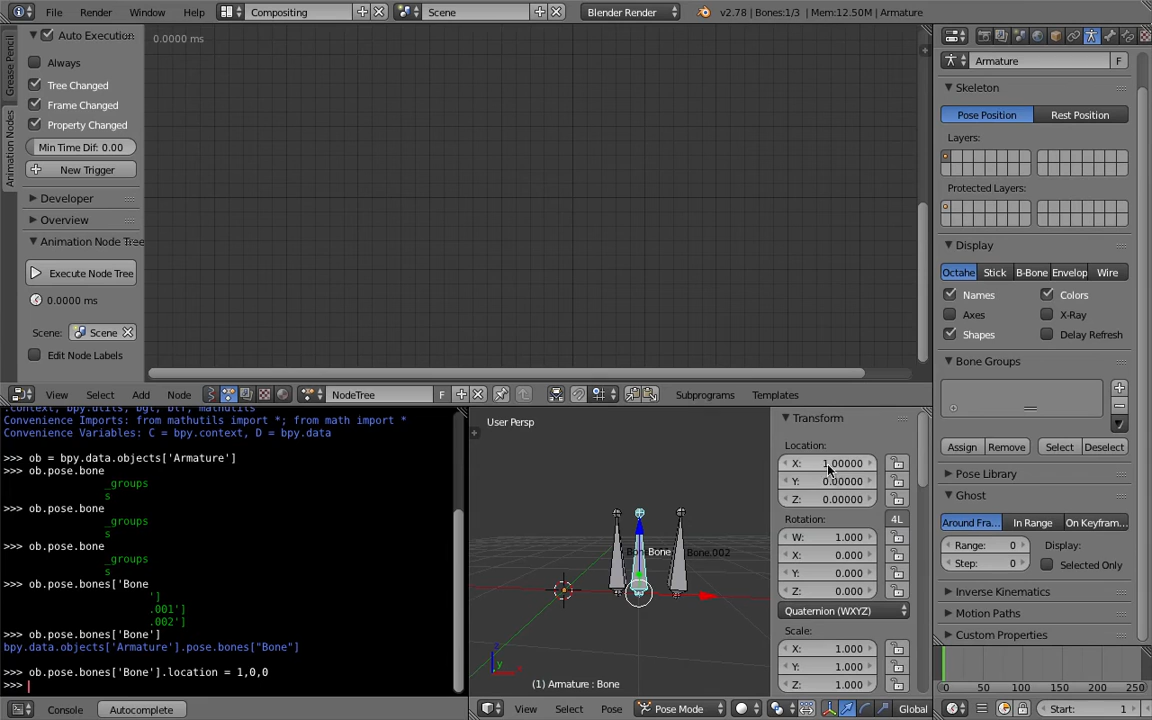 File Render Window Help Compositing Scene Blender Render v2.78 | Bones:1/3 | Mem:12.50M | Armature
Grease Pencil
Animation Nodes
Auto Execution
Always
Tree Changed
Frame Changed
Property Changed
Min Time Dif: 0.00
New Trigger
Developer
Overview
Animation Node Tree
Execute Node Tree
0.0000 ms
Scene: Scene
Edit Node Labels
0.0000 ms
View Select Add Node NodeTree F Subprograms Templates
.context, bpy.utils, bgl, blf, mathutils
Convenience Imports: from mathutils import *; from math import *
Convenience Variables: C = bpy.context, D = bpy.data
>>> ob = bpy.data.objects['Armature']
>>> ob.pose.bone
_groups
s
>>> ob.pose.bone
_groups
s
>>> ob.pose.bone
_groups
s
>>> ob.pose.bones['Bone
']
.001']
.002']
>>> ob.pose.bones['Bone']
bpy.data.objects['Armature'].pose.bones["Bone"]
>>> ob.pose.bones['Bone'].location = 1,0,0
>>>
Console Autocomplete
User Persp
Bone Bone.002
(1) Armature : Bone
z
y
View Select Pose Pose Mode Global
Transform
Location:
X: 1.00000
Y: 0.00000
Z: 0.00000
Rotation: 4L
W: 1.000
X: 0.000
Y: 0.000
Z: 0.000
Quaternion (WXYZ)
Scale:
X: 1.000
Y: 1.000
Z: 1.000
Armature F
Skeleton
Pose Position Rest Position
Layers:
Protected Layers:
Display
Octahe Stick B-Bone Envelop Wire
Names Colors
Axes X-Ray
Shapes Delay Refresh
Bone Groups
Assign Remove Select Deselect
Pose Library
Ghost
Around Fra... In Range On Keyfram...
Range: 0 Display:
Step: 0 Selected Only
Inverse Kinematics
Motion Paths
Custom Properties
0 50 100 150 200 250
Start: 1